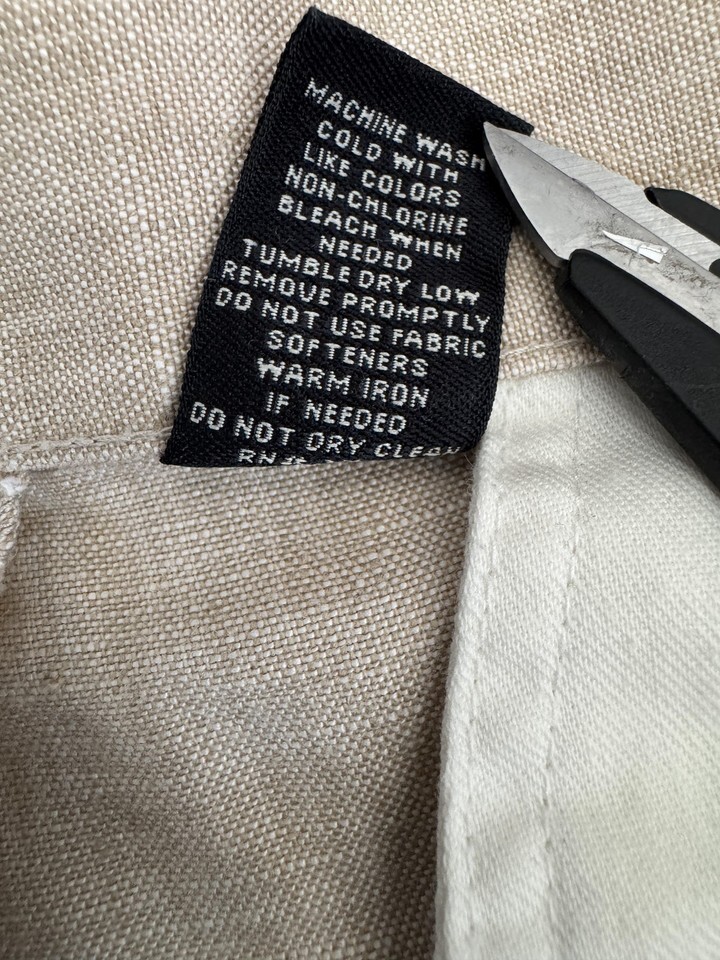 MACHINE WASH
COLD WITH
LIKE COLORS
NON-CHLORINE
BLEACH WHEN
NEEDED
TUMBLE DRY LOW
REMOVE PROMPTLY
DO NOT USE FABRIC
SOFTENERS
WARM IRON
IF NEEDED
DO NOT DRY CLEAN
RN#